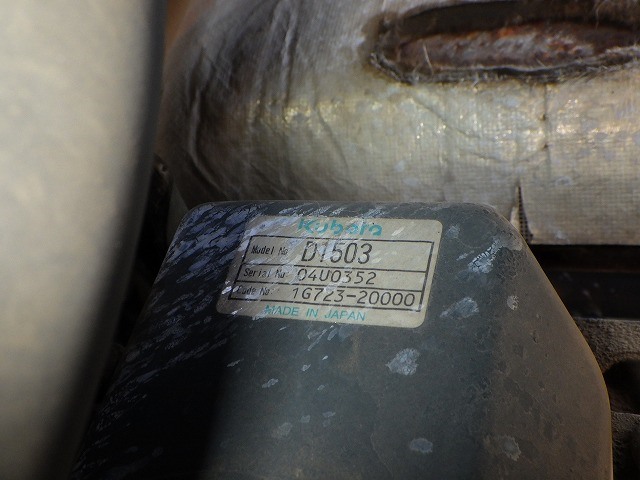 Kubota
Model No D1503
Serial No 04U0352
Code No 1G723-20000
MADE IN JAPAN